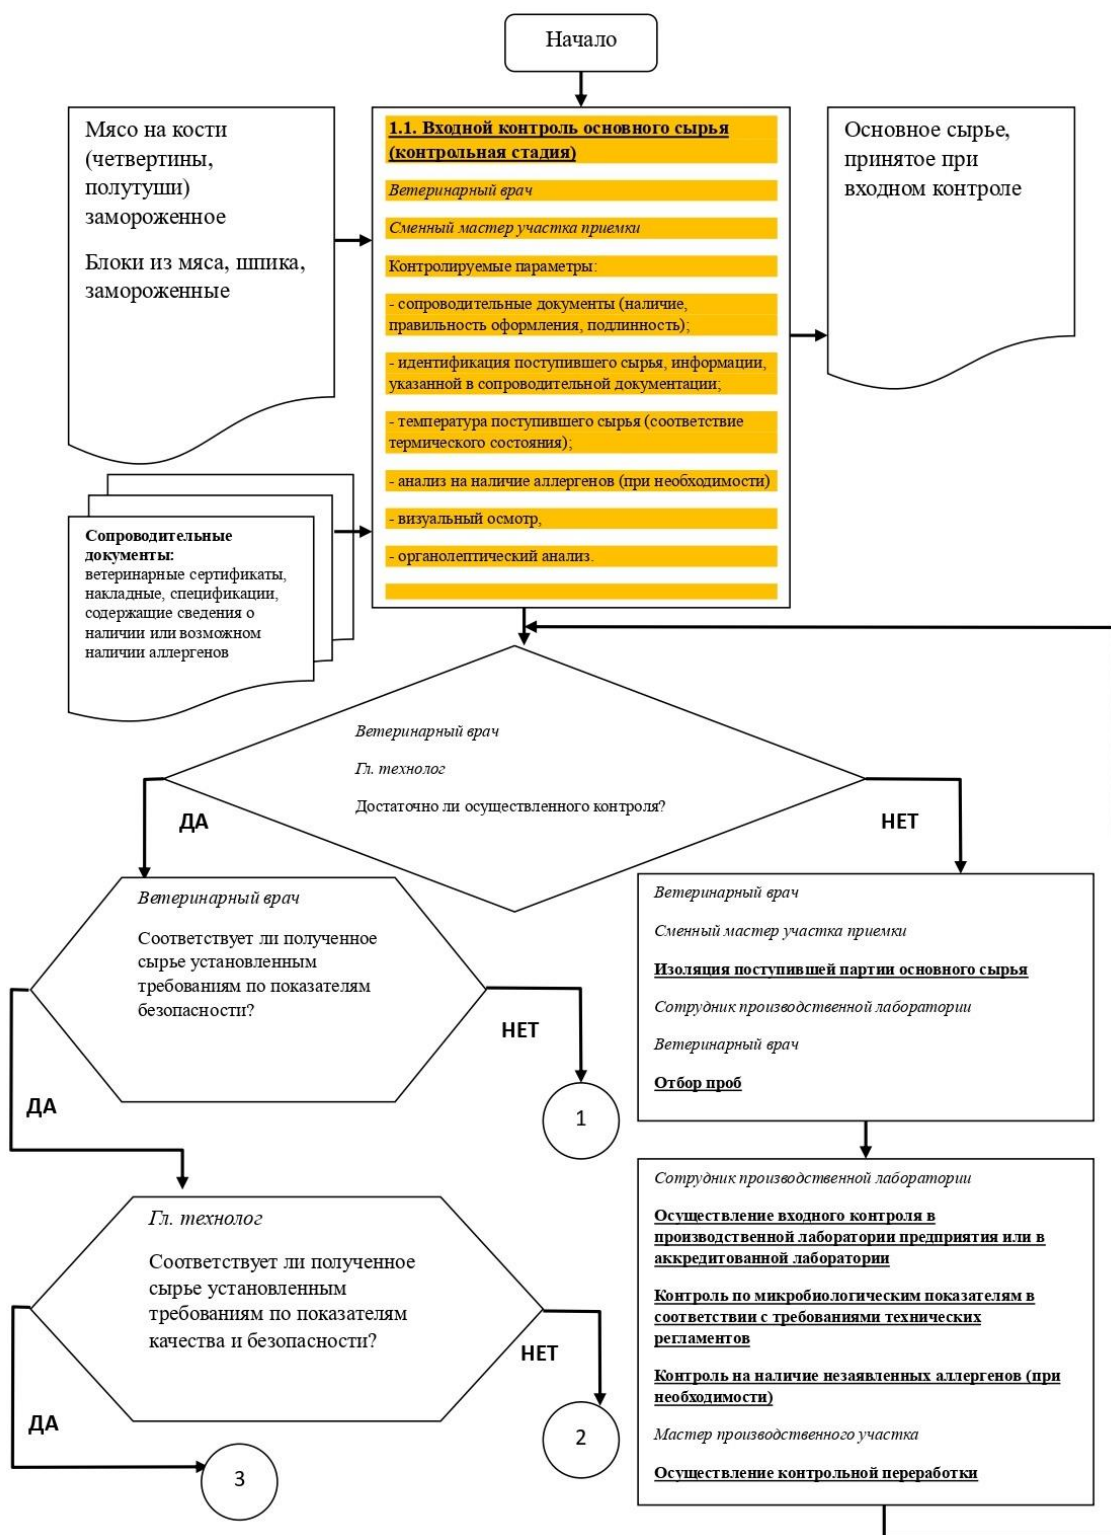 Начало
Мясо на кости
(четвертины,
полутуши)
замороженное
Блоки из мяса, шпика,
замороженные
1.1. Входной контроль основного сырья
(контрольная стадия)
Ветеринарный врач
Сменный мастер участка приемки
Контролируемые параметры:
- сопроводительные документы (наличие,
правильность оформления, подлинность);
- идентификация поступившего сырья, информации,
указанной в сопроводительной документации;
- температура поступившего сырья (соответствие
термического состояния);
- анализ на наличие аллергенов (при необходимости)
- визуальный осмотр,
- органолептический анализ.
Основное сырье,
принятое при
входном контроле
Сопроводительные
документы:
ветеринарные сертификаты,
накладные, спецификации,
содержащие сведения о
наличии или возможном
наличии аллергенов
Ветеринарный врач
Гл. технолог
Достаточно ли осуществленного контроля?
ДА
НЕТ
Ветеринарный врач
Соответствует ли полученное
сырье установленным
требованиям по показателям
безопасности?
НЕТ
ДА
1
Ветеринарный врач
Сменный мастер участка приемки
Изоляция поступившей партии основного сырья
Сотрудник производственной лаборатории
Ветеринарный врач
Отбор проб
Гл. технолог
Соответствует ли полученное
сырье установленным
требованиям по показателям
качества и безопасности?
НЕТ
ДА
2
3
Сотрудник производственной лаборатории
Осуществление входного контроля в
производственной лаборатории предприятия или в
аккредитованной лаборатории
Контроль по микробиологическим показателям в
соответствии с требованиями технических
регламентов
Контроль на наличие незаявленных аллергенов (при
необходимости)
Мастер производственного участка
Осуществление контрольной переработки